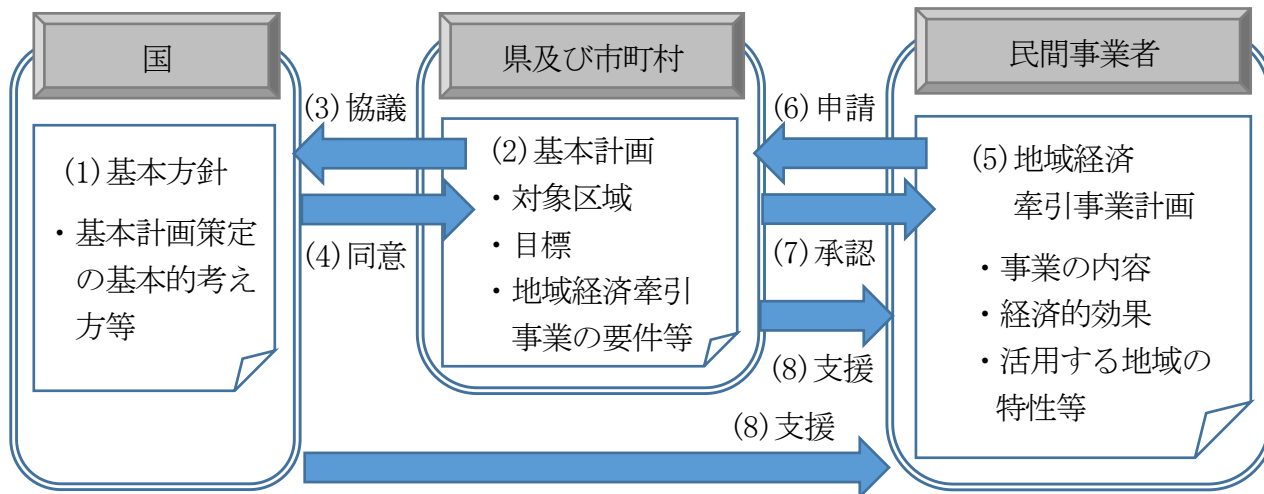 国
(1)基本方針
・基本計画策定
の基本的考え
方等
(3)協議
(4)同意
県及び市町村
(2)基本計画
・対象区域
・目標
・地域経済牽引
事業の要件等
(6)申請
(7)承認
(8)支援
(8)支援
民間事業者
(5)地域経済
牽引事業計画
・事業の内容
・経済的効果
・活用する地域の
特性等